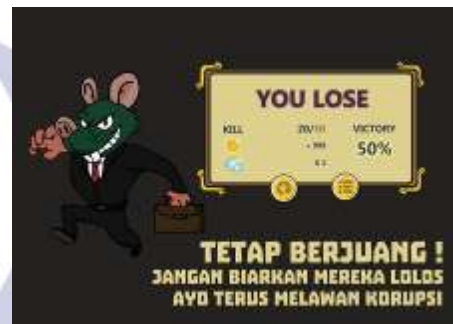 YOU LOSE
KILL
VICTORY
50%
TETAP BERJUANG !
JANGAN BIARKAN MEREKA LOLOS
AYO TERUS MELAWAN KORUPSI